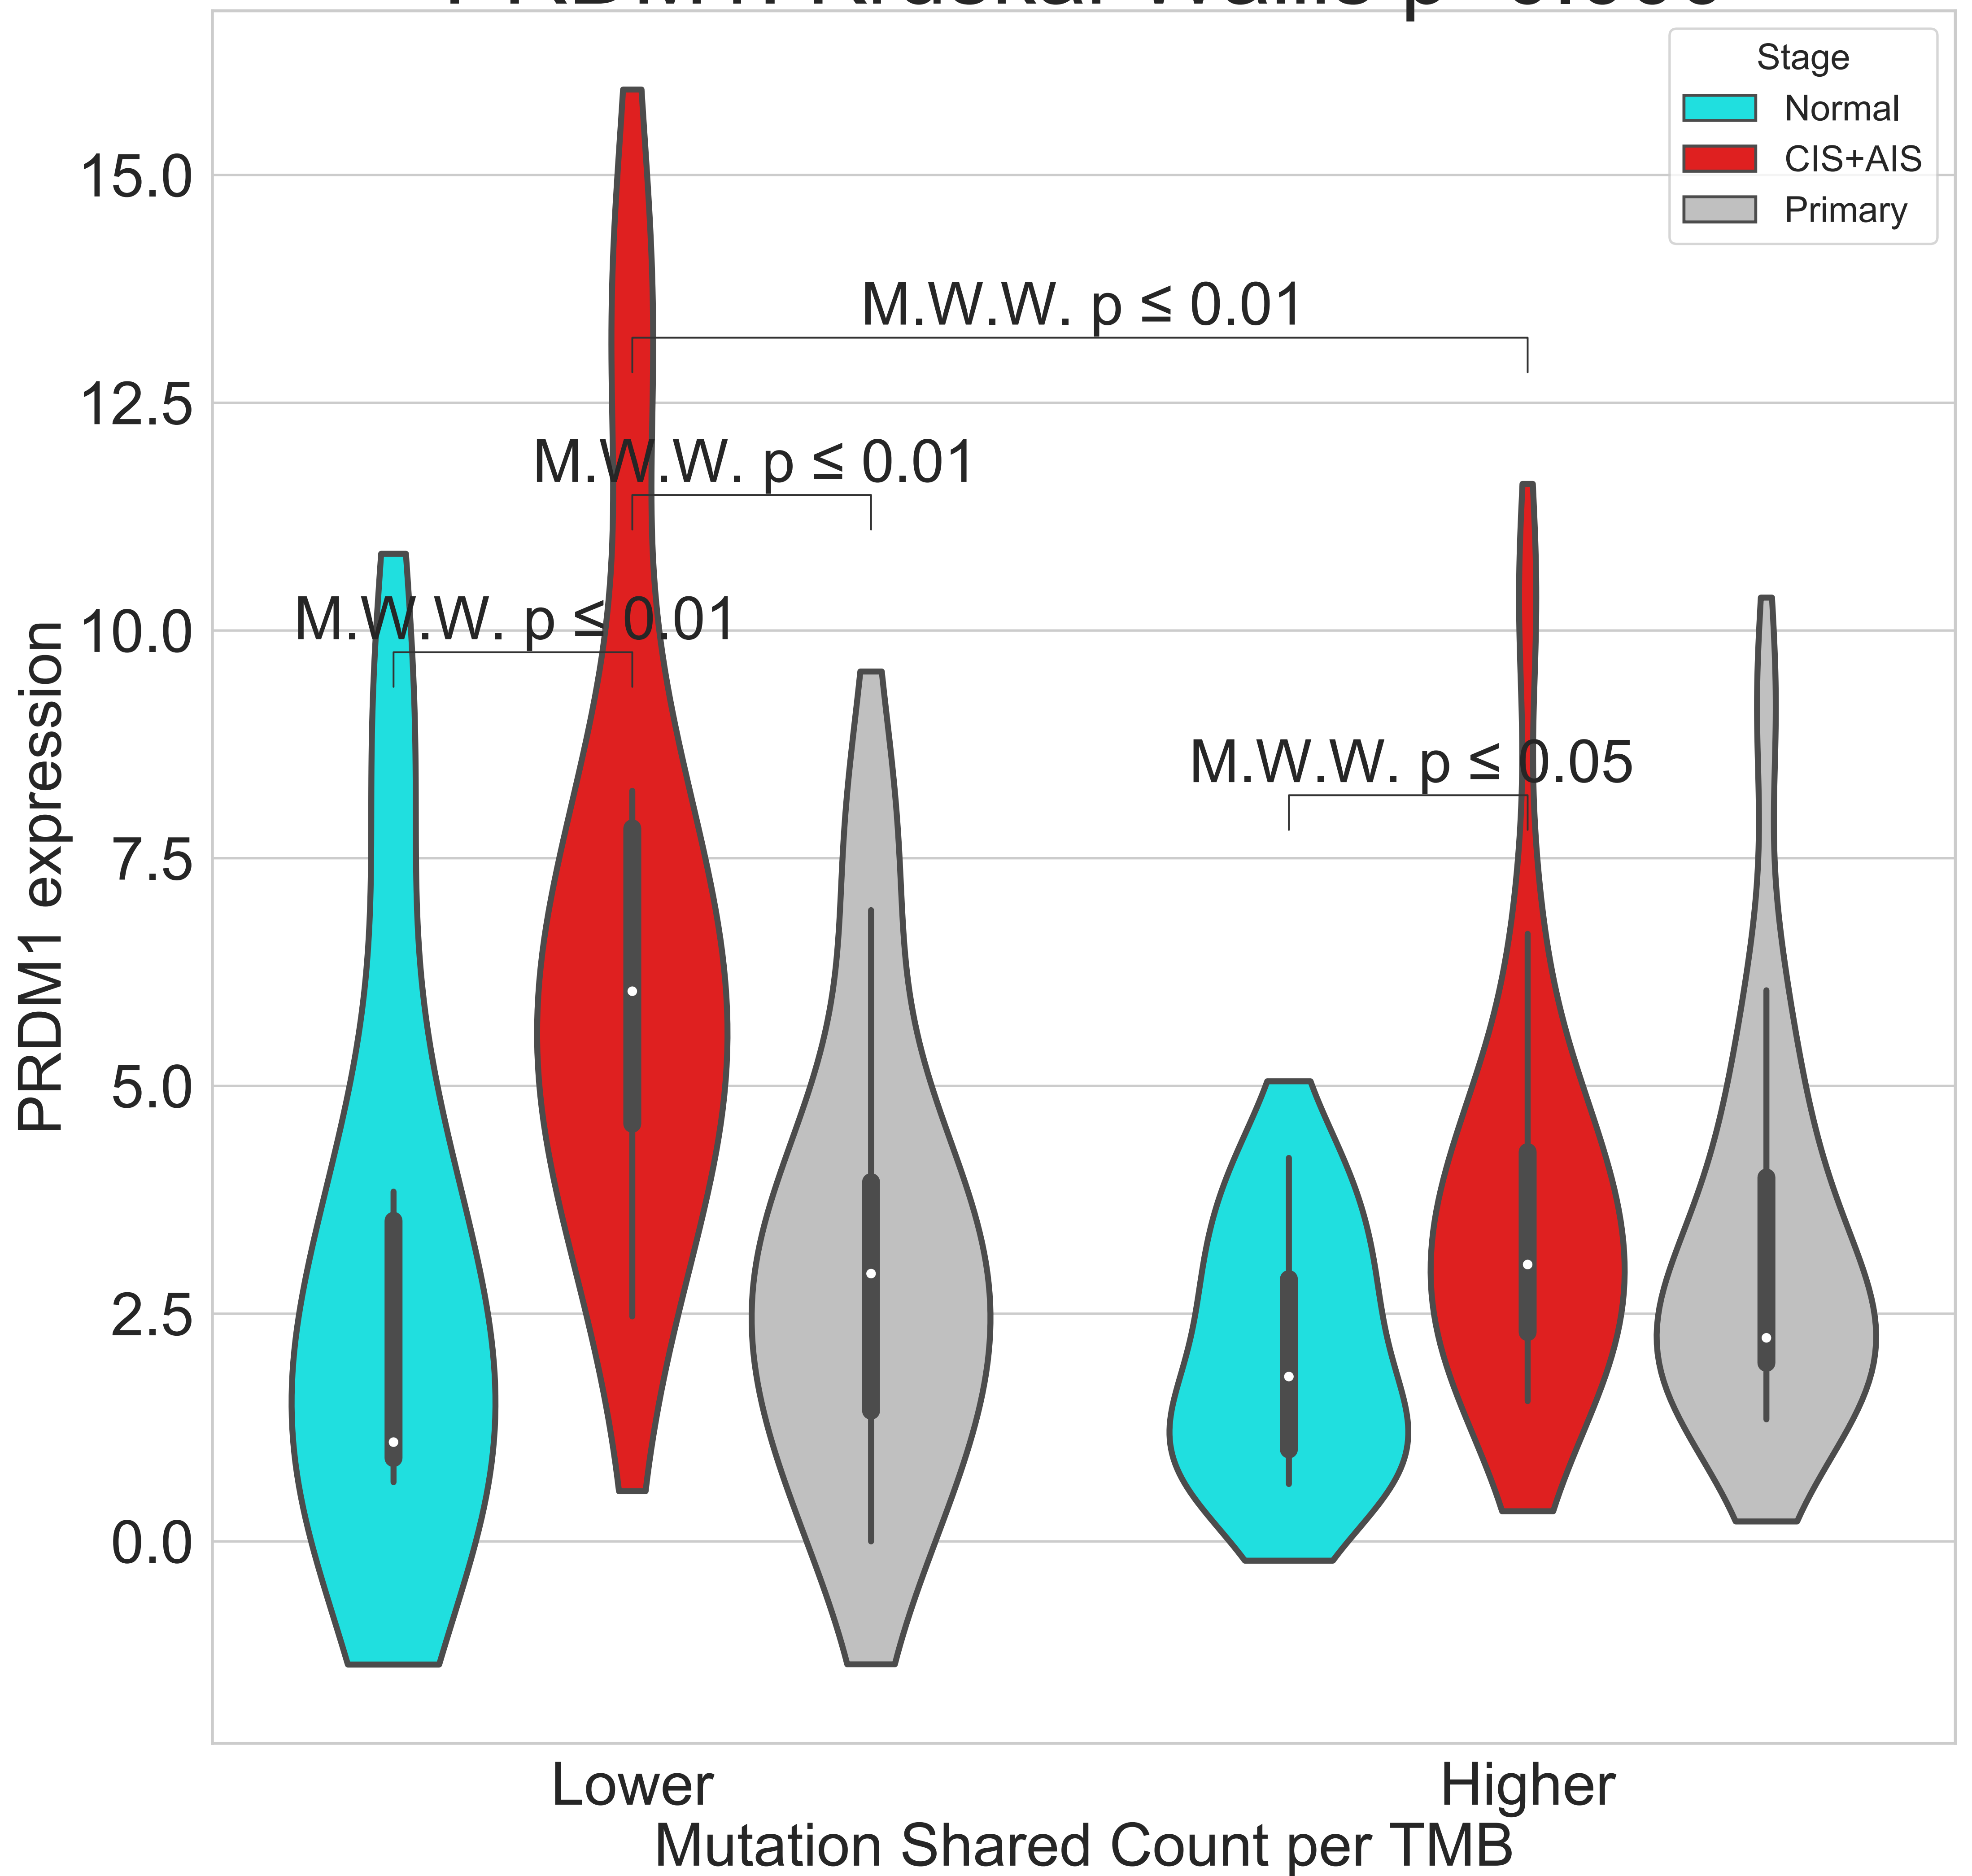 Stage
Normal
CIS+AIS
Primary
15.0
12.5
10.0
7.5
5.0
2.5
0.0
PRDM1 expression
M.W.W. p ≤ 0.01
M.W.W. p ≤ 0.01
M.W.W. p ≤ 0.01
M.W.W. p ≤ 0.05
Lower
Higher
Mutation Shared Count per TMB